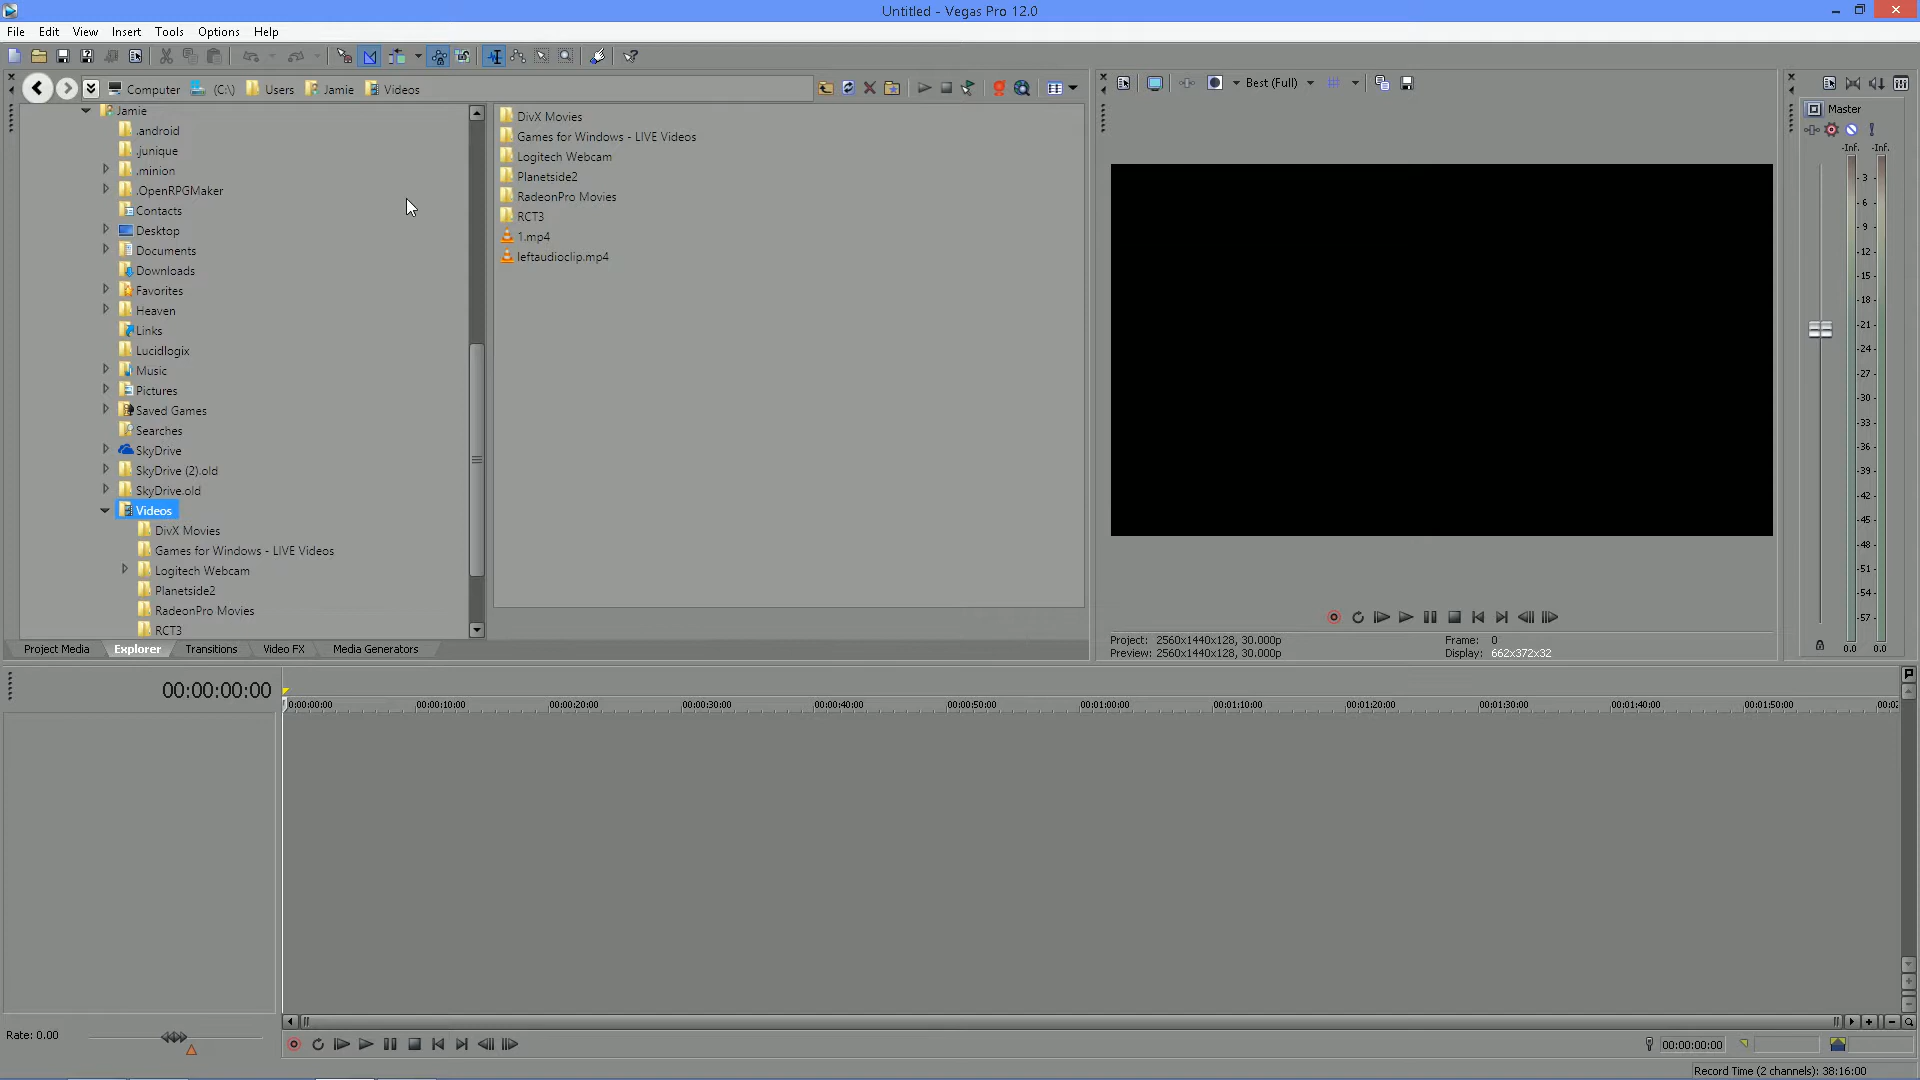 Untitled - Vegas Pro 12.0
File Edit View Insert Tools Options Help
Computer (C:\) Users Jamie Videos
Best (Full)
Jamie
.android
.junique
.minion
.OpenRPGMaker
Contacts
Desktop
Documents
Downloads
Favorites
Heaven
Links
Lucidlogix
Music
Pictures
Saved Games
Searches
SkyDrive
SkyDrive (2).old
SkyDrive.old
Videos
DivX Movies
Games for Windows - LIVE Videos
Logitech Webcam
Planetside2
RadeonPro Movies
RCT3
DivX Movies
Games for Windows - LIVE Videos
Logitech Webcam
Planetside2
RadeonPro Movies
RCT3
1.mp4
leftaudioclip.mp4
Project Media Explorer Transitions Video FX Media Generators
Project: 2560x1440x128, 30.000p Frame: 0
Preview: 2560x1440x128, 30.000p Display: 662x372x32
Master
-Inf. -Inf.
- 3 -
- 6 -
- 9 -
-12-
-15-
-18-
-21-
-24-
-27-
-30-
-33-
-36-
-39-
-42-
-45-
-48-
-51-
-54-
-57-
0.0 0.0
00:00:00:00
0:00:00:00 00:00:10:00 00:00:20:00 00:00:30:00 00:00:40:00 00:00:50:00 00:01:00:00 00:01:10:00 00:01:20:00 00:01:30:00 00:01:40:00 00:01:50:00
Rate: 0.00
00:00:00:00
Record Time (2 channels): 38:16:00